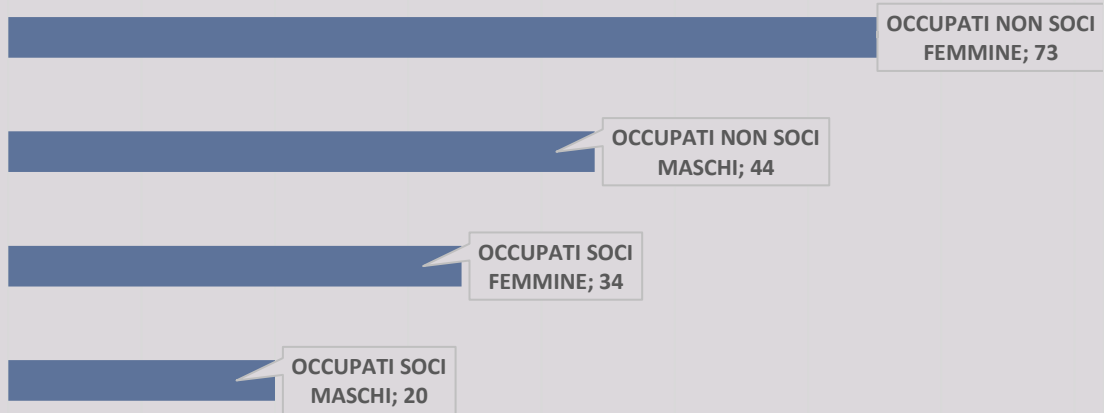 OCCUPATI NON SOCI
FEMMINE; 73
OCCUPATI NON SOCI
MASCHI; 44
OCCUPATI SOCI
FEMMINE; 34
OCCUPATI SOCI
MASCHI; 20